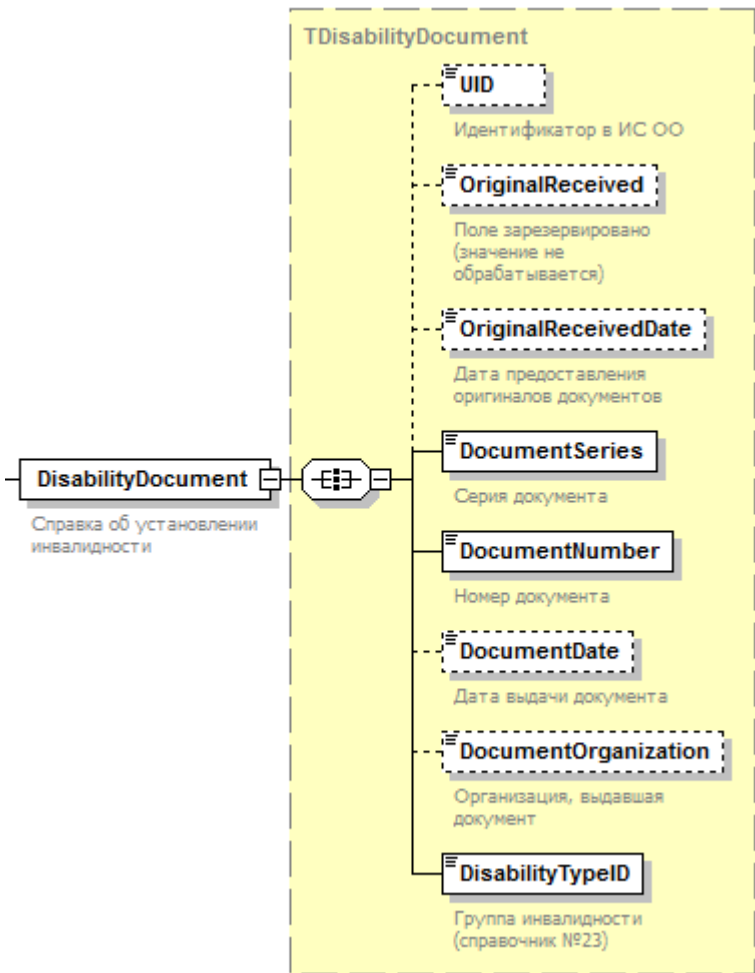 TDisabilityDocument
UID
Идентификатор в ИС ОО
OriginalReceived
Поле зарезервировано
(значение не
обрабатывается)
OriginalReceivedDate
Дата предоставления
оригиналов документов
DisabilityDocument
Справка об установлении
инвалидности
DocumentSeries
Серия документа
DocumentNumber
Номер документа
DocumentDate
Дата выдачи документа
DocumentOrganization
Организация, выдавшая
документ
DisabilityTypeID
Группа инвалидности
(справочник №23)